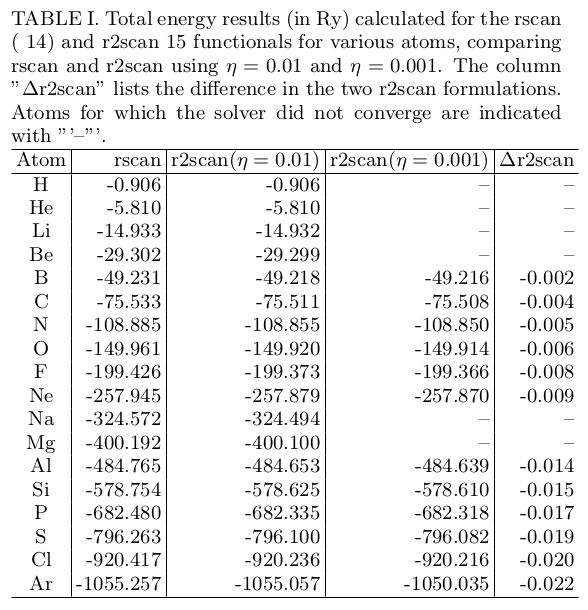 TABLE I. Total energy results (in Ry) calculated for the rscan
( 14) and r2scan 15 functionals for various atoms, comparing
rscan and r2scan using η = 0.01 and η = 0.001. The column
”Δr2scan” lists the difference in the two r2scan formulations.
Atoms for which the solver did not converge are indicated
with ”’–”’.
Atom rscan r2scan(η = 0.01) r2scan(η = 0.001) Δr2scan
H -0.906 -0.906 – –
He -5.810 -5.810 – –
Li -14.933 -14.932 – –
Be -29.302 -29.299 – –
B -49.231 -49.218 -49.216 -0.002
C -75.533 -75.511 -75.508 -0.004
N -108.885 -108.855 -108.850 -0.005
O -149.961 -149.920 -149.914 -0.006
F -199.426 -199.373 -199.366 -0.008
Ne -257.945 -257.879 -257.870 -0.009
Na -324.572 -324.494 – –
Mg -400.192 -400.100 – –
Al -484.765 -484.653 -484.639 -0.014
Si -578.754 -578.625 -578.610 -0.015
P -682.480 -682.335 -682.318 -0.017
S -796.263 -796.100 -796.082 -0.019
Cl -920.417 -920.236 -920.216 -0.020
Ar -1055.257 -1055.057 -1050.035 -0.022